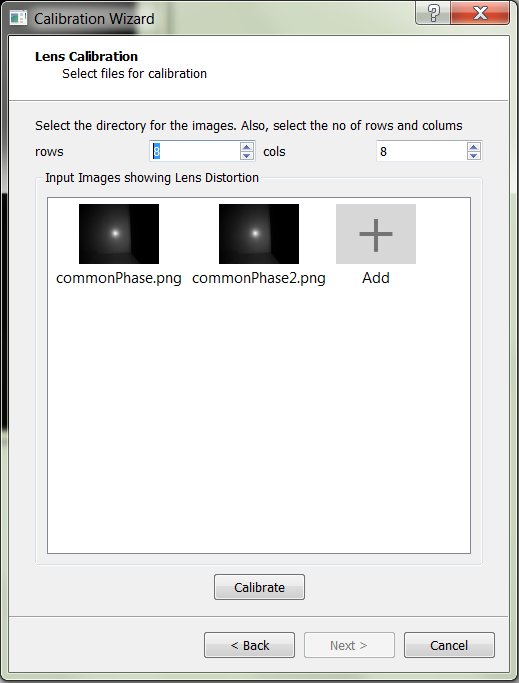 Calibration Wizard
Lens Calibration
Select files for calibration
Select the directory for the images. Also, select the no of rows and colums
rows 8 cols 8
Input Images showing Lens Distortion
commonPhase.png commonPhase2.png Add
Calibrate
< Back Next > Cancel